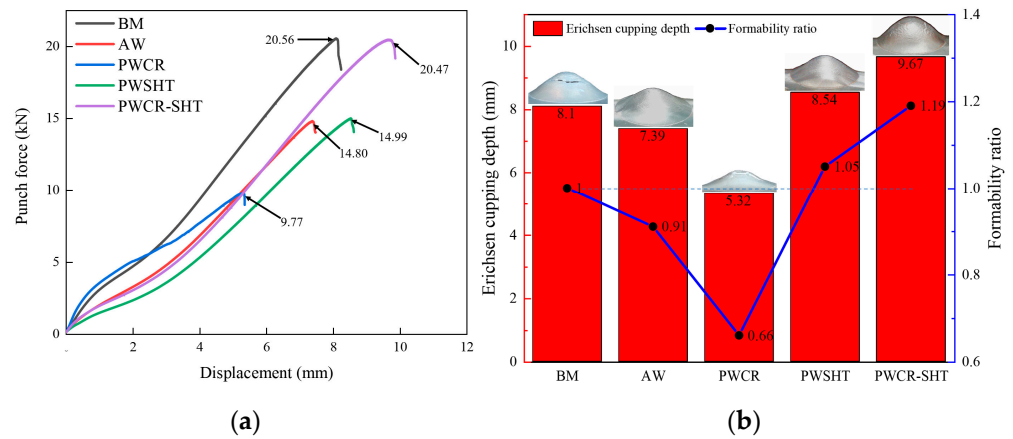 BM
AW
PWCR
PWSHT
PWCR-SHT
20.56
20.47
14.80
14.99
9.77
Punch force (kN)
20
15
10
5
0
0 2 4 6 8 10 12
Displacement (mm)
(a)
Erichsen cupping depth
Formability ratio
8.1
7.39
5.32
8.54
9.67
1
0.91
0.66
1.05
1.19
Erichsen cupping depth (mm)
10
8
6
4
2
0
1.4
1.2
1.0
0.8
0.6
Formability ratio
BM AW PWCR PWSHT PWCR-SHT
(b)